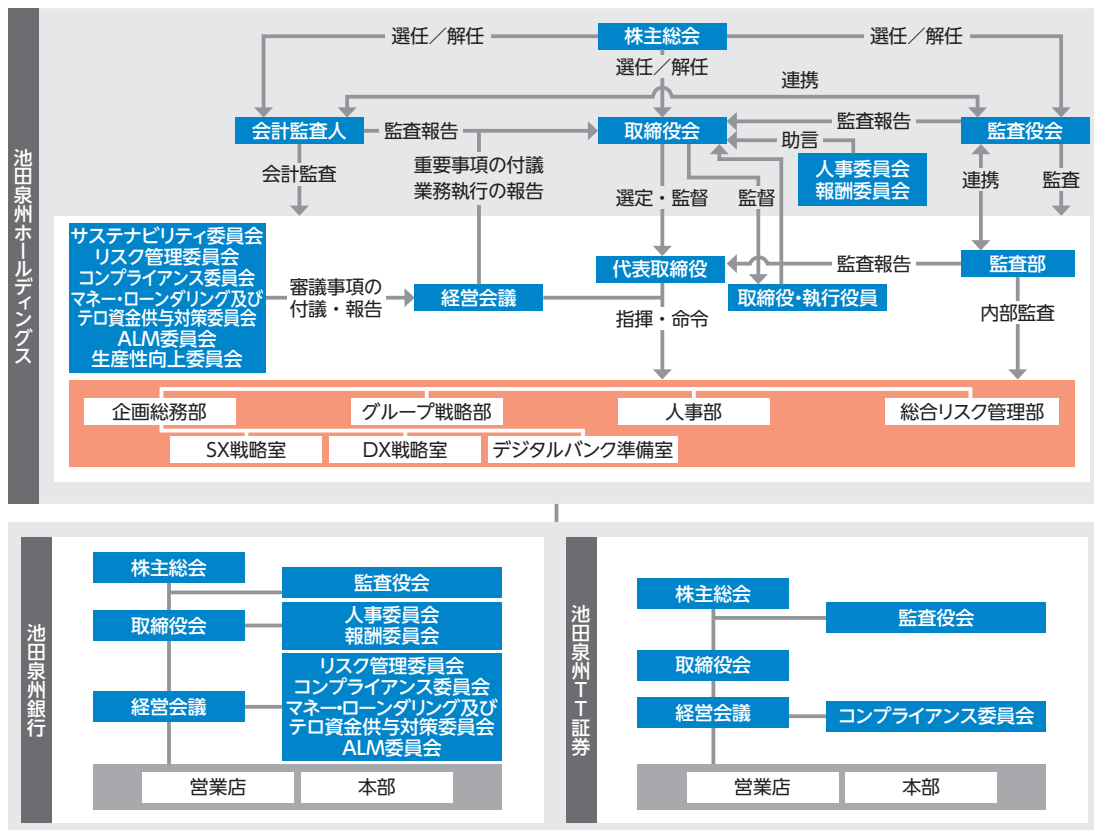 池田泉州ホールディングス
選任／解任
株主総会
選任／解任
選任／解任
連携
会計監査人
監査報告
取締役会
監査報告
監査役会
助言
人事委員会
報酬委員会
会計監査
重要事項の付議
業務執行の報告
選定・監督
監督
連携
監査
サステナビリティ委員会
リスク管理委員会
コンプライアンス委員会
マネー・ローンダリング及び
テロ資金供与対策委員会
ALM委員会
生産性向上委員会
審議事項の
付議・報告
経営会議
代表取締役
取締役・執行役員
監査報告
監査部
指揮・命令
内部監査
企画総務部
グループ戦略部
人事部
総合リスク管理部
SX戦略室
DX戦略室
デジタルバンク準備室
池田泉州銀行
株主総会
監査役会
取締役会
人事委員会
報酬委員会
経営会議
リスク管理委員会
コンプライアンス委員会
マネー・ローンダリング及び
テロ資金供与対策委員会
ALM委員会
営業店
本部
池田泉州TT証券
株主総会
監査役会
取締役会
経営会議
コンプライアンス委員会
営業店
本部